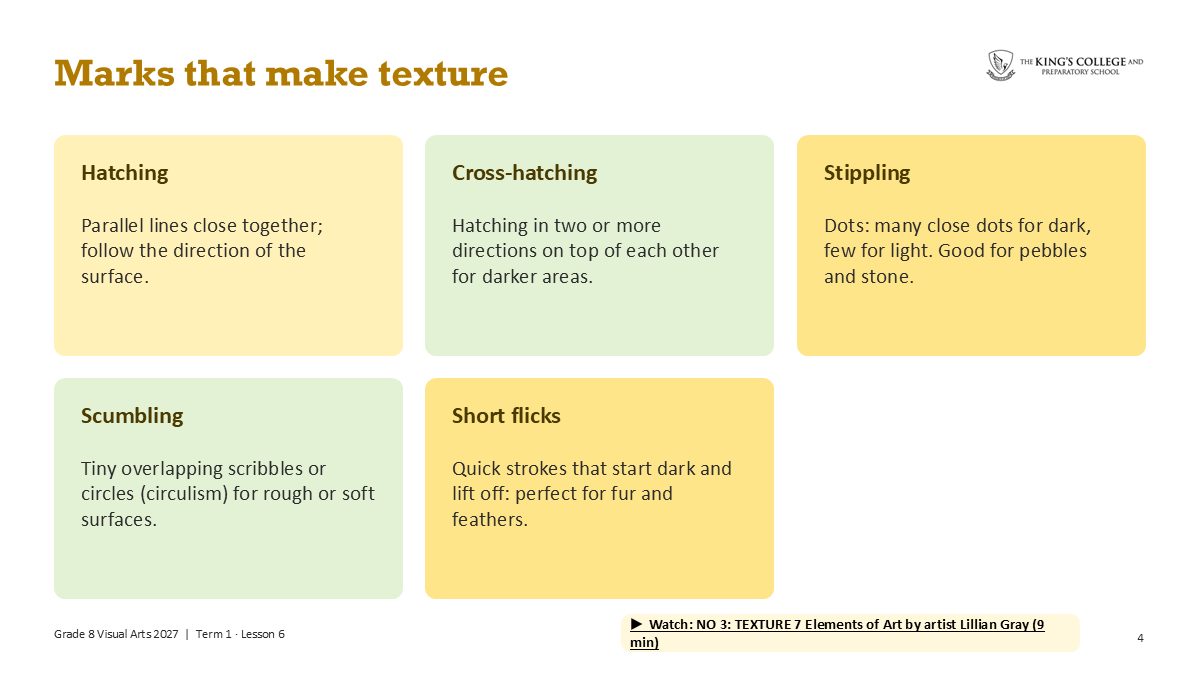 Marks that make texture
THE KING'S COLLEGE AND
PREPARATORY SCHOOL
Hatching
Parallel lines close together;
follow the direction of the
surface.
Cross-hatching
Hatching in two or more
directions on top of each other
for darker areas.
Stippling
Dots: many close dots for dark,
few for light. Good for pebbles
and stone.
Scumbling
Tiny overlapping scribbles or
circles (circulism) for rough or soft
surfaces.
Short flicks
Quick strokes that start dark and
lift off: perfect for fur and
feathers.
Grade 8 Visual Arts 2027 | Term 1 · Lesson 6
▶ Watch: NO 3: TEXTURE 7 Elements of Art by artist Lillian Gray (9
min)
4